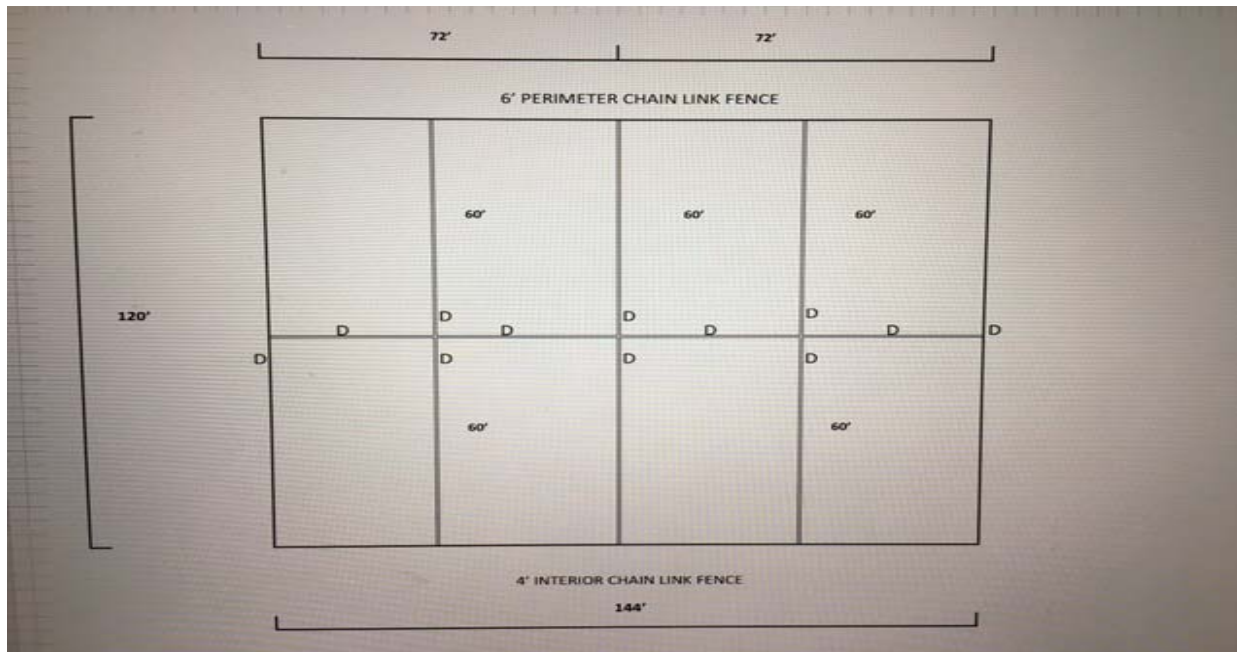 72' 72'
6' PERIMETER CHAIN LINK FENCE
60' 60' 60'
120'
D D D
D D D D D
D D D D
60' 60'
4' INTERIOR CHAIN LINK FENCE
144'